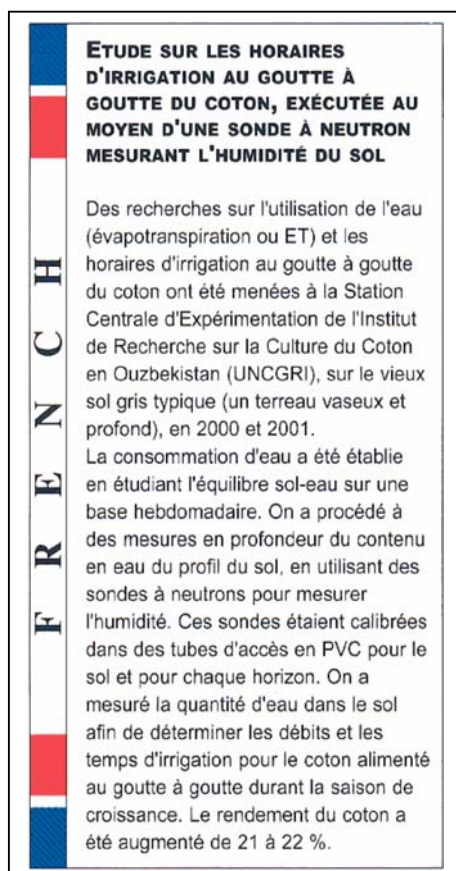 ETUDE SUR LES HORAIRES
D'IRRIGATION AU GOUTTE À
GOUTTE DU COTON, EXÉCUTÉE AU
MOYEN D'UNE SONDE À NEUTRON
MESURANT L'HUMIDITÉ DU SOL
Des recherches sur l'utilisation de l'eau
(évapotranspiration ou ET) et les
horaires d'irrigation au goutte à goutte
du coton ont été menées à la Station
Centrale d'Expérimentation de l'Institut
de Recherche sur la Culture du Coton
en Ouzbekistan (UNCGRI), sur le vieux
sol gris typique (un terreau vaseux et
profond), en 2000 et 2001.
La consommation d'eau a été établie
en étudiant l'équilibre sol-eau sur une
base hebdomadaire. On a procédé à
des mesures en profondeur du contenu
en eau du profil du sol, en utilisant des
sondes à neutrons pour mesurer
l'humidité. Ces sondes étaient calibrées
dans des tubes d'accès en PVC pour le
sol et pour chaque horizon. On a
mesuré la quantité d'eau dans le sol
afin de déterminer les débits et les
temps d'irrigation pour le coton alimenté
au goutte à goutte durant la saison de
croissance. Le rendement du coton a
été augmenté de 21 à 22 %.
FRENCH